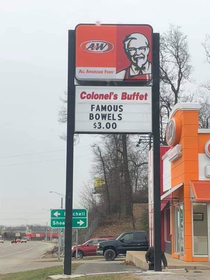 A&W
All American Food
Colonel's Buffet
FAMOUS
BOWELS
$3.00